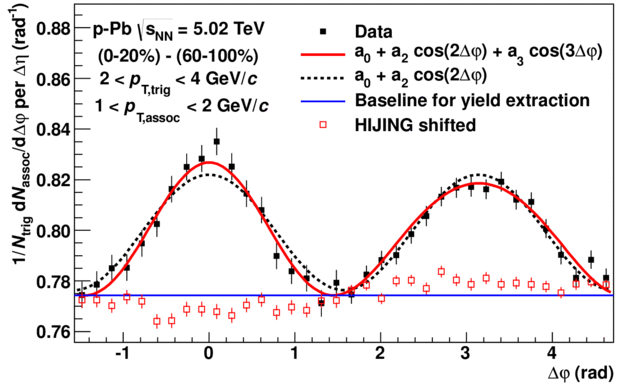 p-Pb √sNN = 5.02 TeV
(0-20%) - (60-100%)
2 < pT,trig < 4 GeV/c
1 < pT,assoc < 2 GeV/c
Data
a0 + a2 cos(2Δφ) + a3 cos(3Δφ)
a0 + a2 cos(2Δφ)
Baseline for yield extraction
HIJING shifted
1/Ntrig dNassoc/dΔφ per Δη (rad-1)
0.88
0.86
0.84
0.82
0.80
0.78
0.76
-1
0
1
2
3
4
Δφ (rad)